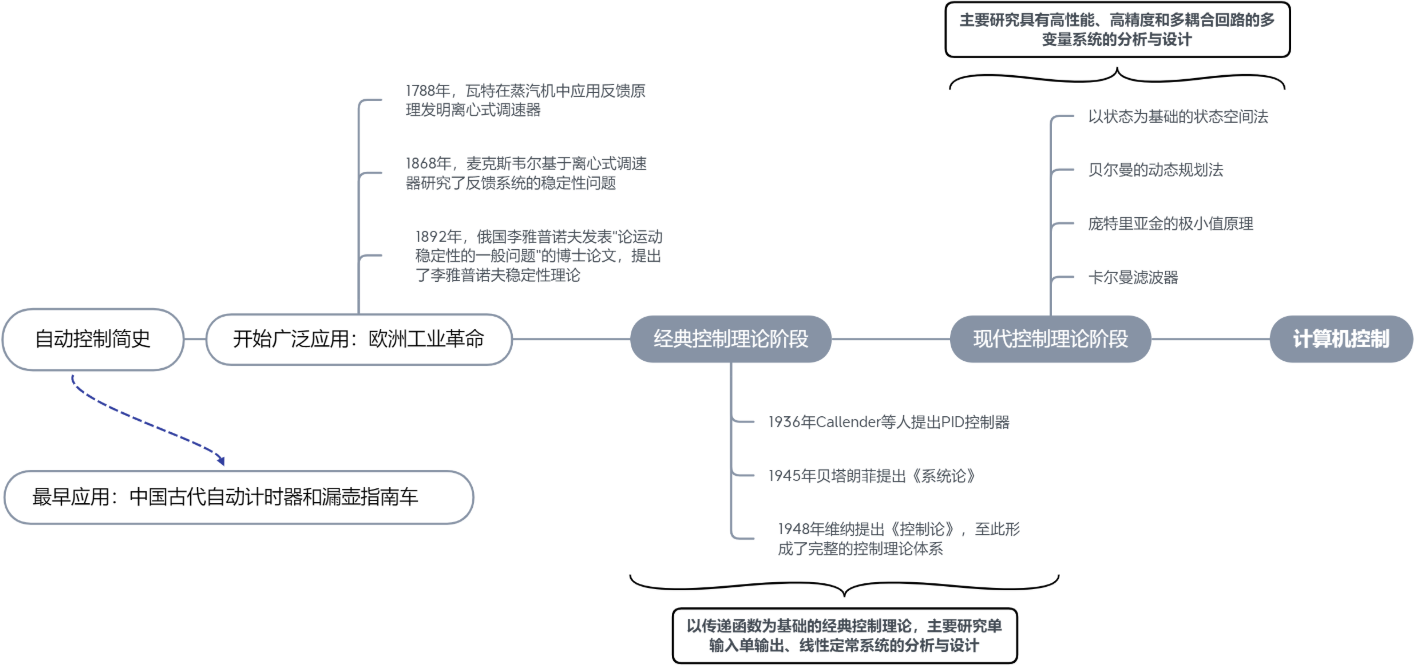 主要研究具有高性能、高精度和多耦合回路的多
变量系统的分析与设计
1788年，瓦特在蒸汽机中应用反馈原
理发明离心式调速器
1868年，麦克斯韦尔基于离心式调速
器研究了反馈系统的稳定性问题
1892年，俄国李雅普诺夫发表"论运动
稳定性的一般问题"的博士论文，提出
了李雅普诺夫稳定性理论
以状态为基础的状态空间法
贝尔曼的动态规划法
庞特里亚金的极小值原理
卡尔曼滤波器
自动控制简史
开始广泛应用：欧洲工业革命
经典控制理论阶段
现代控制理论阶段
计算机控制
最早应用：中国古代自动计时器和漏壶指南车
1936年Callender等人提出PID控制器
1945年贝塔朗菲提出《系统论》
1948年维纳提出《控制论》，至此形
成了完整的控制理论体系
以传递函数为基础的经典控制理论，主要研究单
输入单输出、线性定常系统的分析与设计